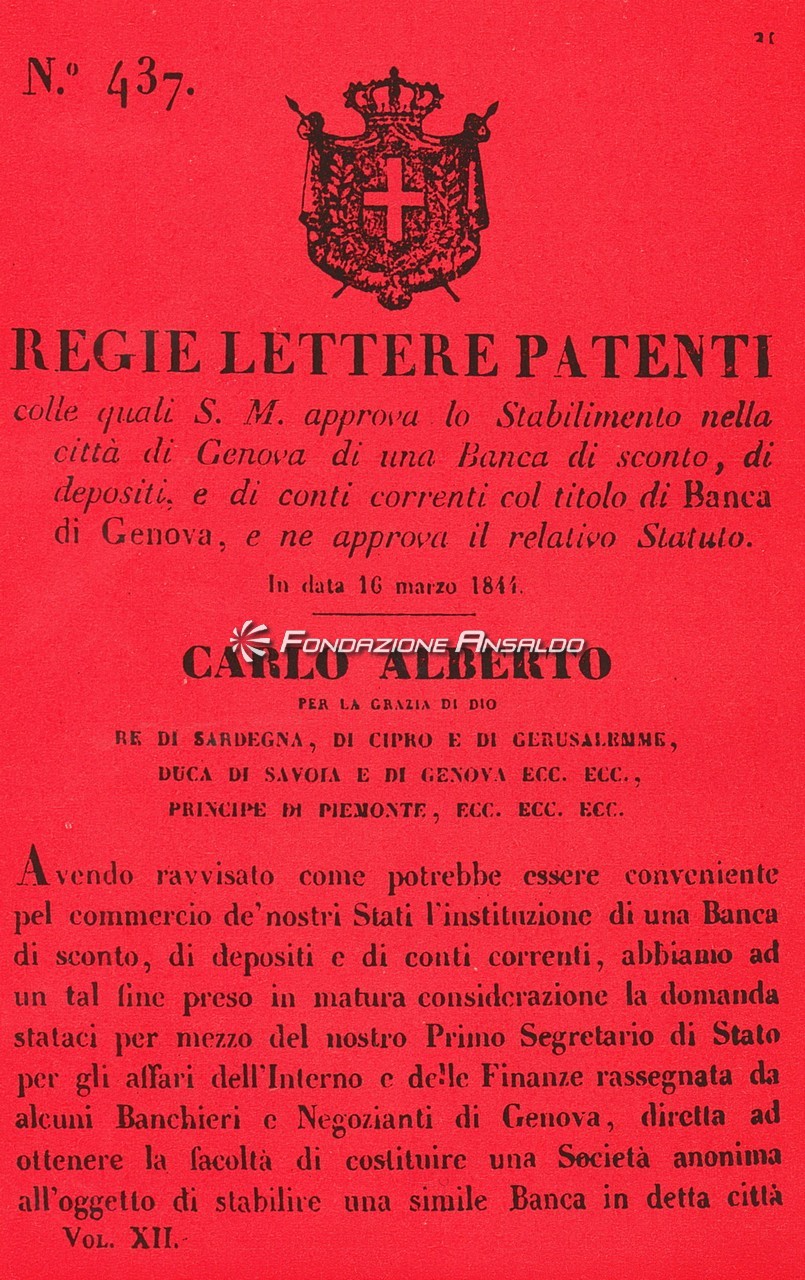 21
N.º 437.
REGIE LETTERE PATENTI
colle quali S. M. approva lo Stabilimento nella
città di Genova di una Banca di sconto, di
depositi, e di conti correnti col titolo di Banca
di Genova, e ne approva il relativo Statuto.
In data 16 marzo 1844.
FONDAZIONE ANSALDO
CARLO ALBERTO
PER LA GRAZIA DI DIO
RE DI SARDEGNA, DI CIPRO E DI GERUSALEMME,
DUCA DI SAVOIA E DI GENOVA ECC. ECC.,
PRINCIPE DI PIEMONTE, ECC. ECC. ECC.
Avendo ravvisato come potrebbe essere conveniente
pel commercio de' nostri Stati l'instituzione di una Banca
di sconto, di depositi e di conti correnti, abbiamo ad
un tal fine preso in matura considerazione la domanda
stataci per mezzo del nostro Primo Segretario di Stato
per gli affari dell'Interno e delle Finanze rassegnata da
alcuni Banchieri e Negozianti di Genova, diretta ad
ottenere la facoltà di costituire una Società anonima
all'oggetto di stabilire una simile Banca in detta città
VOL. XII.